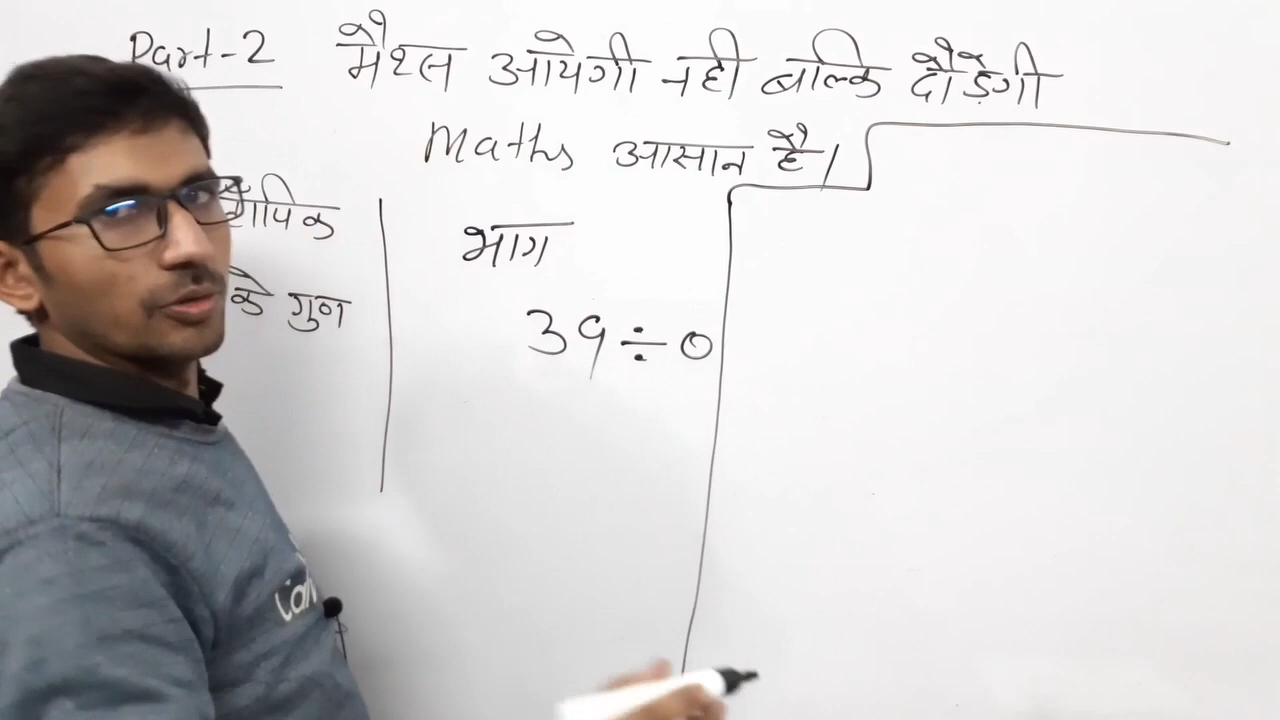 Part-2 मैथ्स आयेगी नही बल्कि दौड़ेगी
Maths आसान है।
के गुण
भाग
39÷0